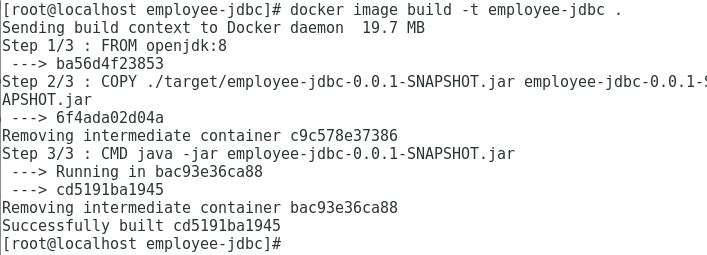 [root@localhost employee-jdbc]# docker image build -t employee-jdbc .
Sending build context to Docker daemon  19.7 MB
Step 1/3 : FROM openjdk:8
 ---> ba56d4f23853
Step 2/3 : COPY ./target/employee-jdbc-0.0.1-SNAPSHOT.jar employee-jdbc-0.0.1-S
APSHOT.jar
 ---> 6f4ada02d04a
Removing intermediate container c9c578e37386
Step 3/3 : CMD java -jar employee-jdbc-0.0.1-SNAPSHOT.jar
 ---> Running in bac93e36ca88
 ---> cd5191ba1945
Removing intermediate container bac93e36ca88
Successfully built cd5191ba1945
[root@localhost employee-jdbc]#